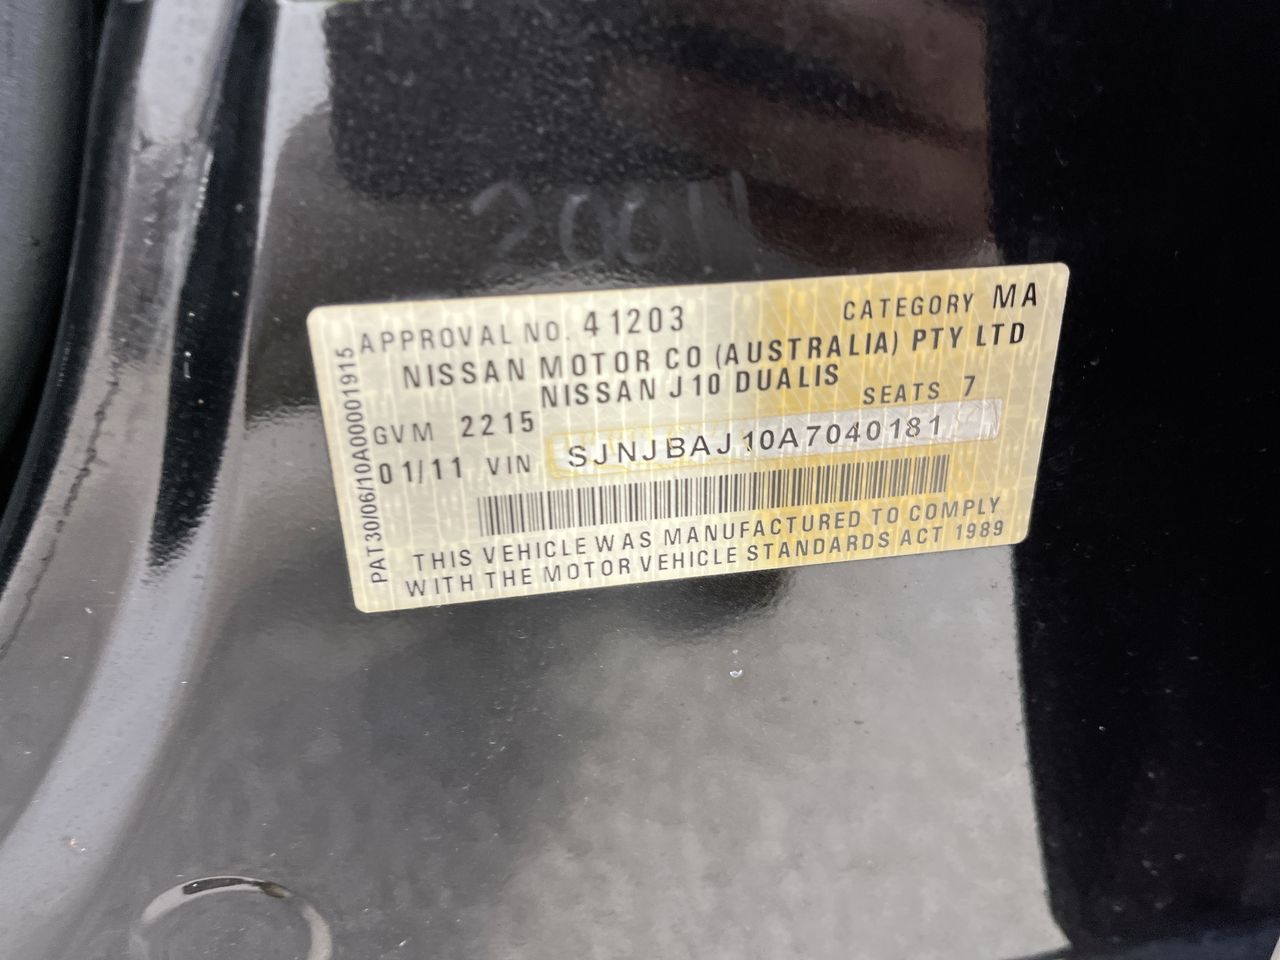 APPROVAL NO. 41203 CATEGORY MA
NISSAN MOTOR CO (AUSTRALIA) PTY LTD
NISSAN J10 DUALIS
GVM 2215 SEATS 7
01/11 VIN SJNJBAJ10A7040181
THIS VEHICLE WAS MANUFACTURED TO COMPLY
WITH THE MOTOR VEHICLE STANDARDS ACT 1989
PAT30/06/10A00001915